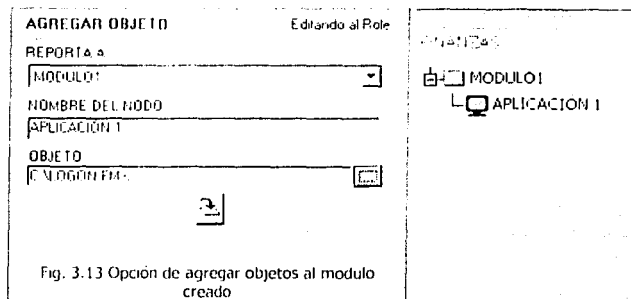 AGREGAR OBJETO Editando al Role
REPORTA A
MODULO1
NOMBRE DEL NODO
APLICACIÓN 1
OBJETO
FINANZAS
MODULO1
APLICACIÓN 1
Fig. 3.13 Opción de agregar objetos al modulo
creado